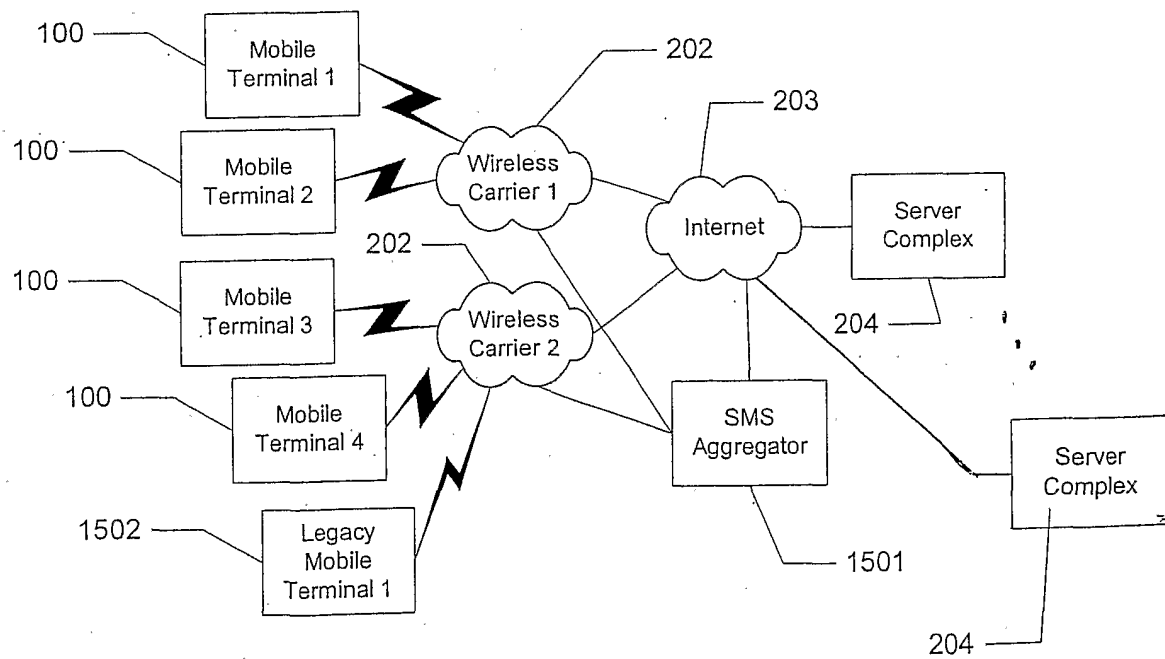 100
Mobile
Terminal 1
202
203
100
Mobile
Terminal 2
Wireless
Carrier 1
Internet
Server
Complex
204
100
Mobile
Terminal 3
202
Wireless
Carrier 2
100
Mobile
Terminal 4
SMS
Aggregator
1501
Server
Complex
204
1502
Legacy
Mobile
Terminal 1